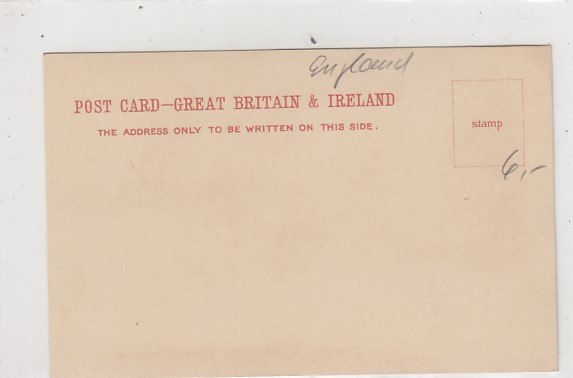 England
POST CARD—GREAT BRITAIN & IRELAND
THE ADDRESS ONLY TO BE WRITTEN ON THIS SIDE.
stamp
6,-